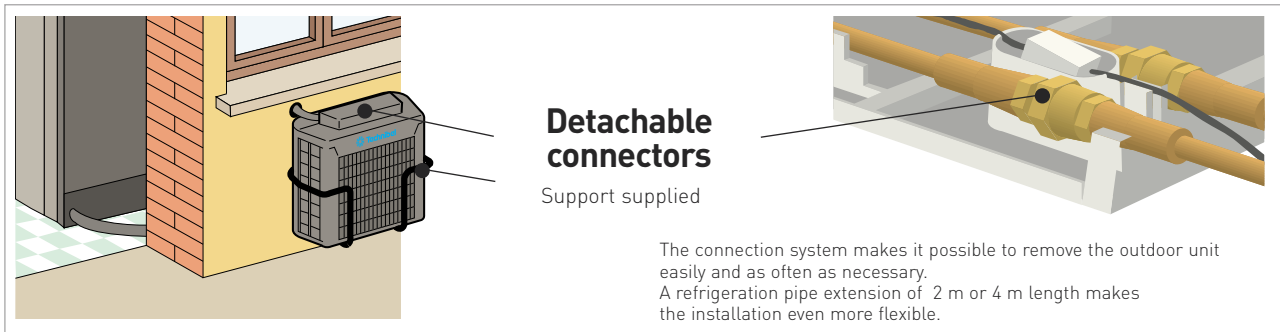 Detachable
connectors
Support supplied
The connection system makes it possible to remove the outdoor unit
easily and as often as necessary.
A refrigeration pipe extension of 2 m or 4 m length makes
the installation even more flexible.